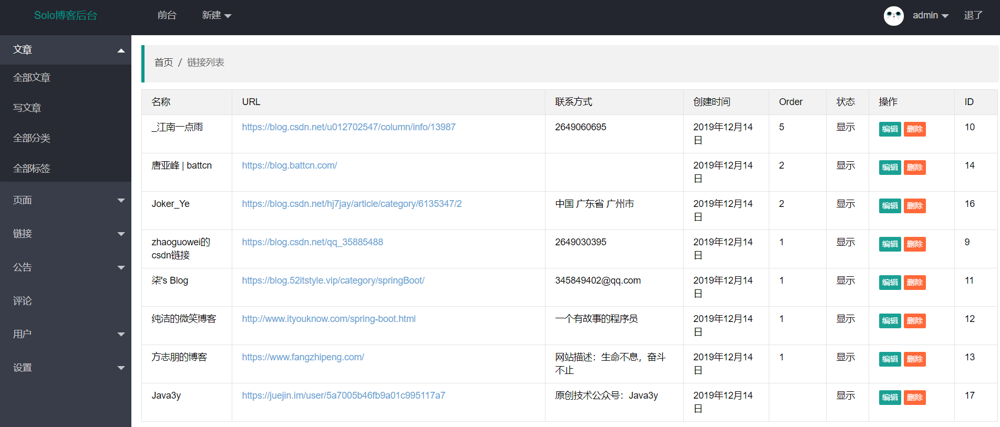 Solo博客后台 前台 新建 admin 退了
文章
全部文章
写文章
全部分类
全部标签
页面
链接
公告
评论
用户
设置
首页 / 链接列表
名称 URL 联系方式 创建时间 Order 状态 操作 ID
_江南一点雨 https://blog.csdn.net/u012702547/column/info/13987 2649060695 2019年12月14 5 显示 编辑 删除 10
日
唐亚峰 | battcn https://blog.battcn.com/ 2019年12月14 2 显示 编辑 删除 14
日
Joker_Ye https://blog.csdn.net/hj7jay/article/category/6135347/2 中国 广东省 广州市 2019年12月14 2 显示 编辑 删除 16
日
zhaoguowei的 https://blog.csdn.net/qq_35885488 2649030395 2019年12月14 1 显示 编辑 删除 9
csdn链接 日
柒's Blog https://blog.52itstyle.vip/category/springBoot/ 345849402@qq.com 2019年12月14 1 显示 编辑 删除 11
日
纯洁的微笑博客 http://www.ityouknow.com/spring-boot.html 一个有故事的程序员 2019年12月14 1 显示 编辑 删除 12
日
方志朋的博客 https://www.fangzhipeng.com/ 网站描述：生命不息，奋斗 2019年12月14 1 显示 编辑 删除 13
不止 日
Java3y https://juejin.im/user/5a7005b46fb9a01c995117a7 原创技术公众号：Java3y 2019年12月14 显示 编辑 删除 17
日